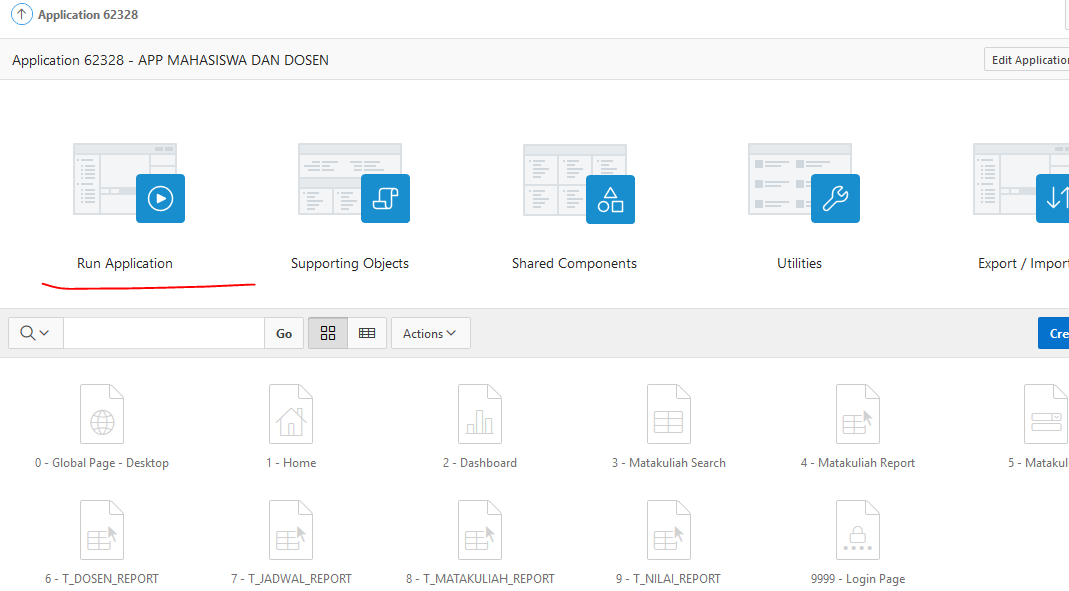 Application 62328
Application 62328 - APP MAHASISWA DAN DOSEN
Edit Application
Run Application
Supporting Objects
Shared Components
Utilities
Export / Import
Go
Actions
Cre
0 - Global Page - Desktop
1 - Home
2 - Dashboard
3 - Matakuliah Search
4 - Matakuliah Report
5 - Matakul
6 - T_DOSEN_REPORT
7 - T_JADWAL_REPORT
8 - T_MATAKULIAH_REPORT
9 - T_NILAI_REPORT
9999 - Login Page